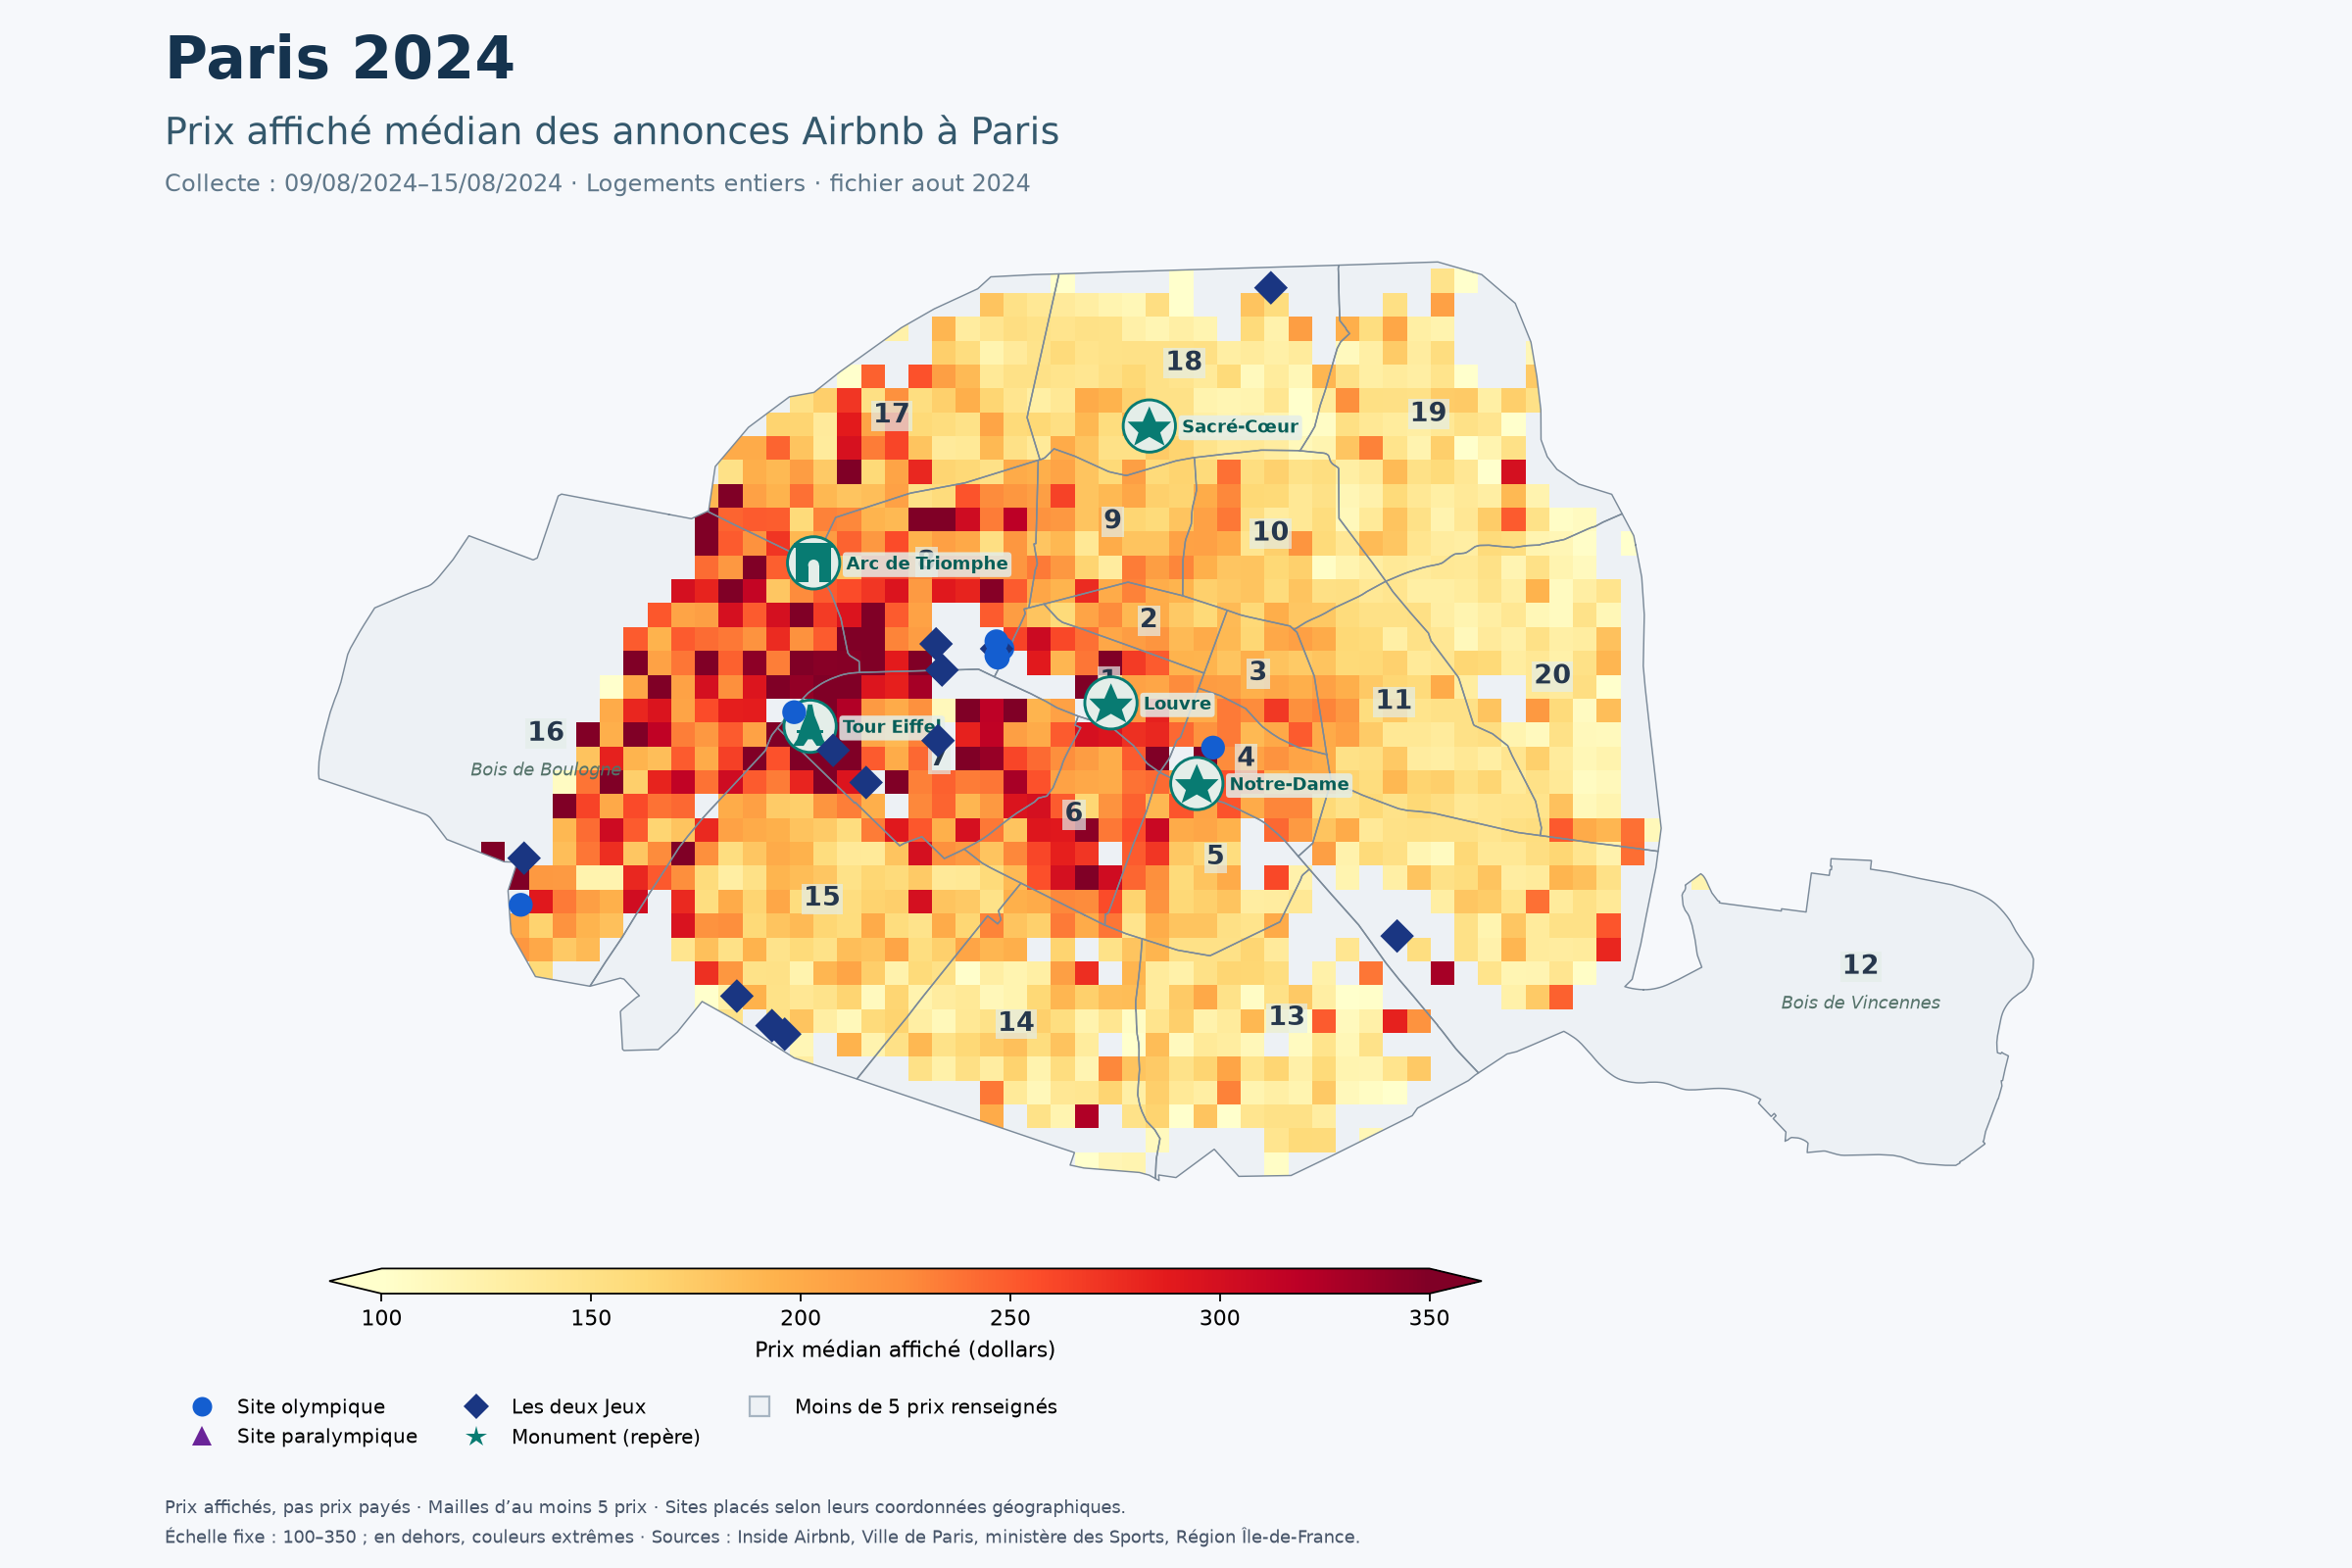 Paris 2024
Prix affiché médian des annonces Airbnb à Paris
Collecte : 09/08/2024–15/08/2024 · Logements entiers · fichier aout 2024
18
17
19
Sacré-Cœur
9
10
Arc de Triomphe
2
3
20
1
11
Louvre
16
Tour Eiffel
7
4
Bois de Boulogne
Notre-Dame
6
5
15
12
Bois de Vincennes
14
13
100
150
200
250
300
350
Prix médian affiché (dollars)
Site olympique
Les deux Jeux
Moins de 5 prix renseignés
Site paralympique
Monument (repère)
Prix affichés, pas prix payés · Mailles d’au moins 5 prix · Sites placés selon leurs coordonnées géographiques.
Échelle fixe : 100–350 ; en dehors, couleurs extrêmes · Sources : Inside Airbnb, Ville de Paris, ministère des Sports, Région Île-de-France.